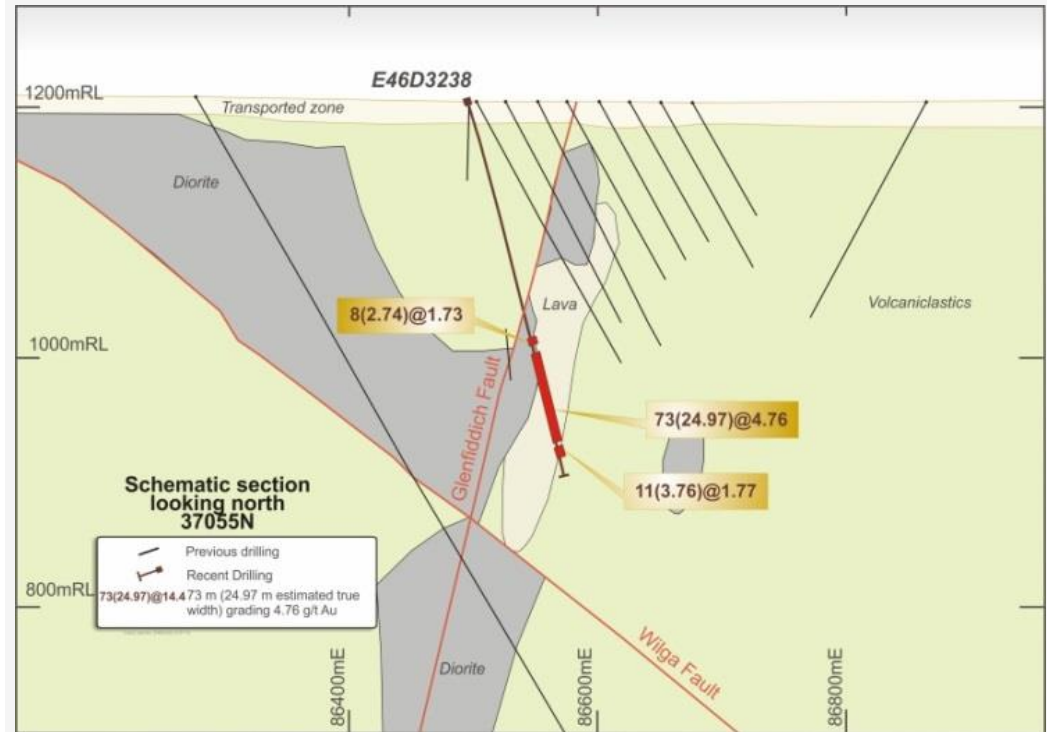 E46D3238
1200mRL
Transported zone
Diorite
8(2.74)@1.73
Lava
Volcaniclastics
1000mRL
Glenfiddich Fault
73(24.97)@4.76
11(3.76)@1.77
Schematic section
looking north
37055N
Previous drilling
Recent Drilling
800mRL
73(24.97)@14.4 73 m (24.97 m estimated true
width) grading 4.76 g/t Au
Wilga Fault
Diorite
86400mE
86600mE
86800mE